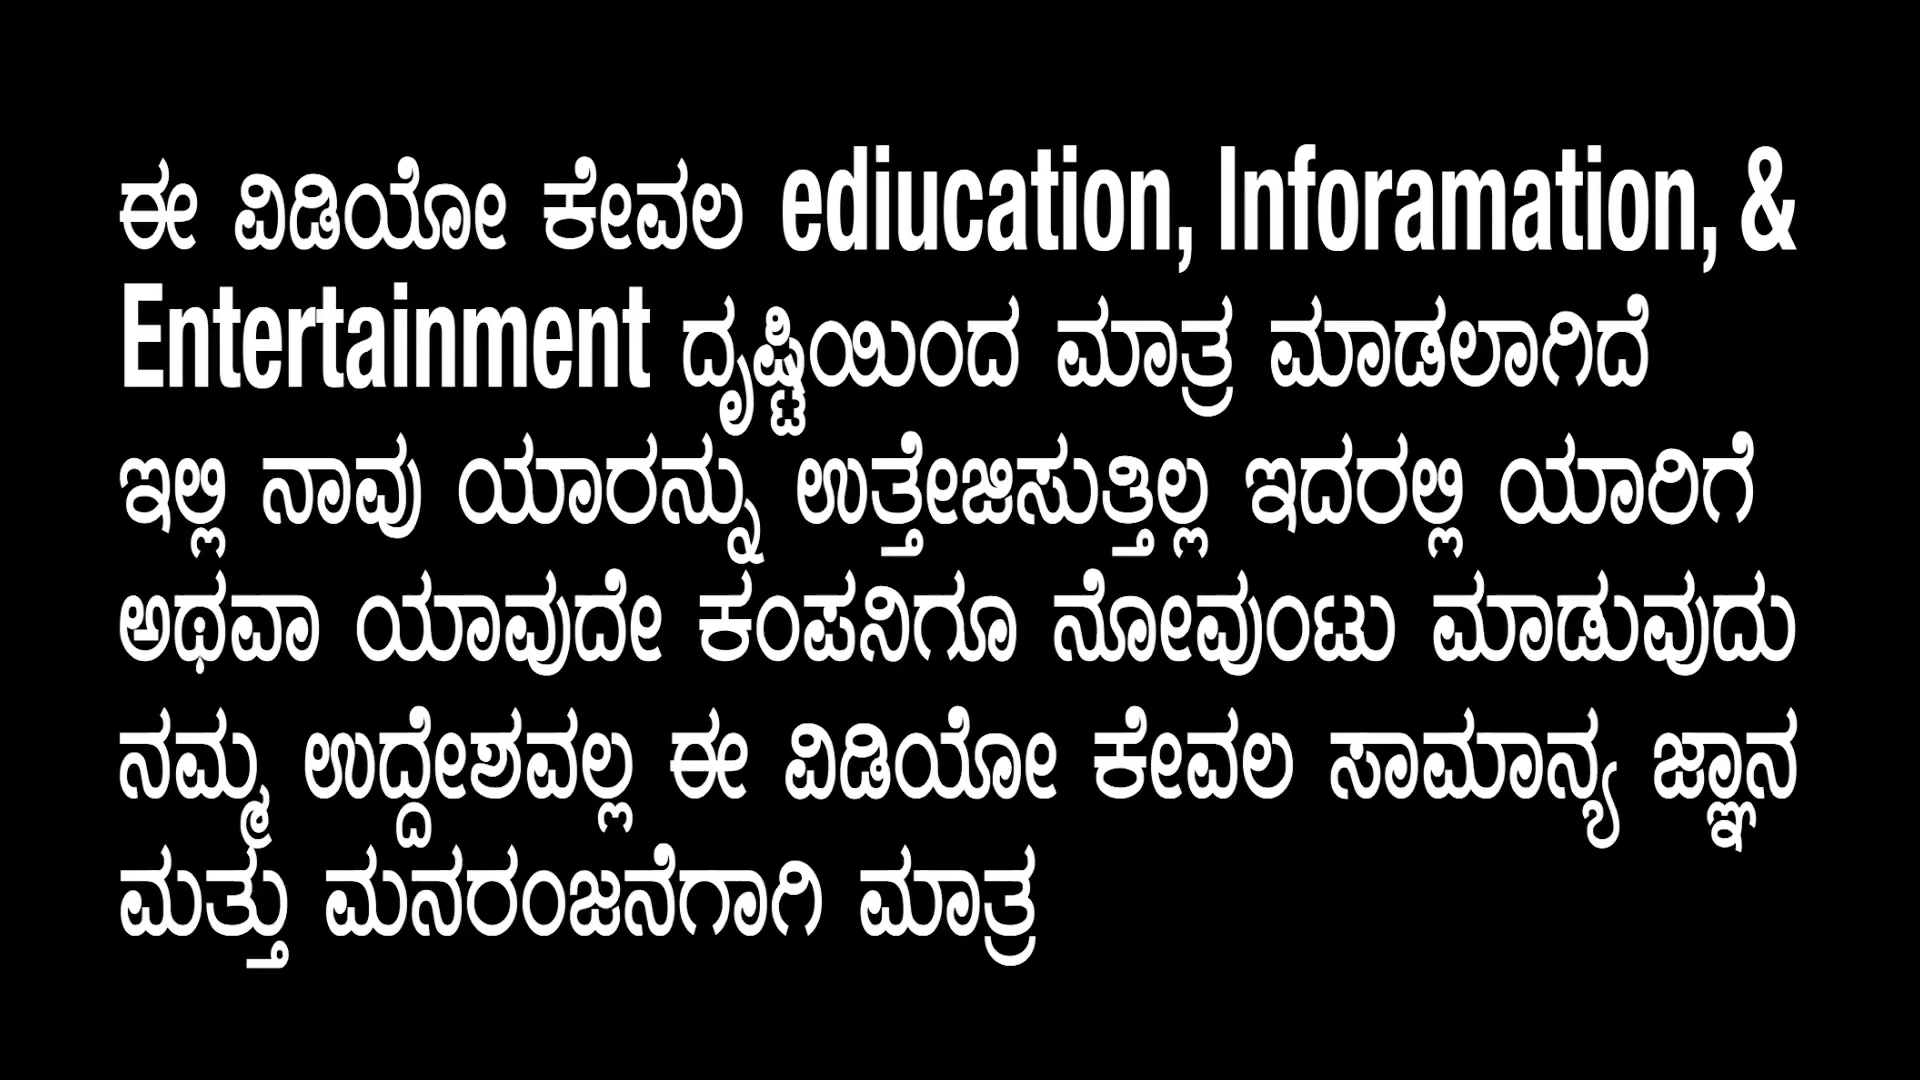 ಈ ವಿಡಿಯೋ ಕೇವಲ ediucation, Inforamation, &
Entertainment ದೃಷ್ಟಿಯಿಂದ ಮಾತ್ರ ಮಾಡಲಾಗಿದೆ
ಇಲ್ಲಿ ನಾವು ಯಾರನ್ನು ಉತ್ತೇಜಿಸುತ್ತಿಲ್ಲ ಇದರಲ್ಲಿ ಯಾರಿಗೆ
ಅಥವಾ ಯಾವುದೇ ಕಂಪನಿಗೂ ನೋವುಂಟು ಮಾಡುವುದು
ನಮ್ಮ ಉದ್ದೇಶವಲ್ಲ ಈ ವಿಡಿಯೋ ಕೇವಲ ಸಾಮಾನ್ಯ ಜ್ಞಾನ
ಮತ್ತು ಮನರಂಜನೆಗಾಗಿ ಮಾತ್ರ